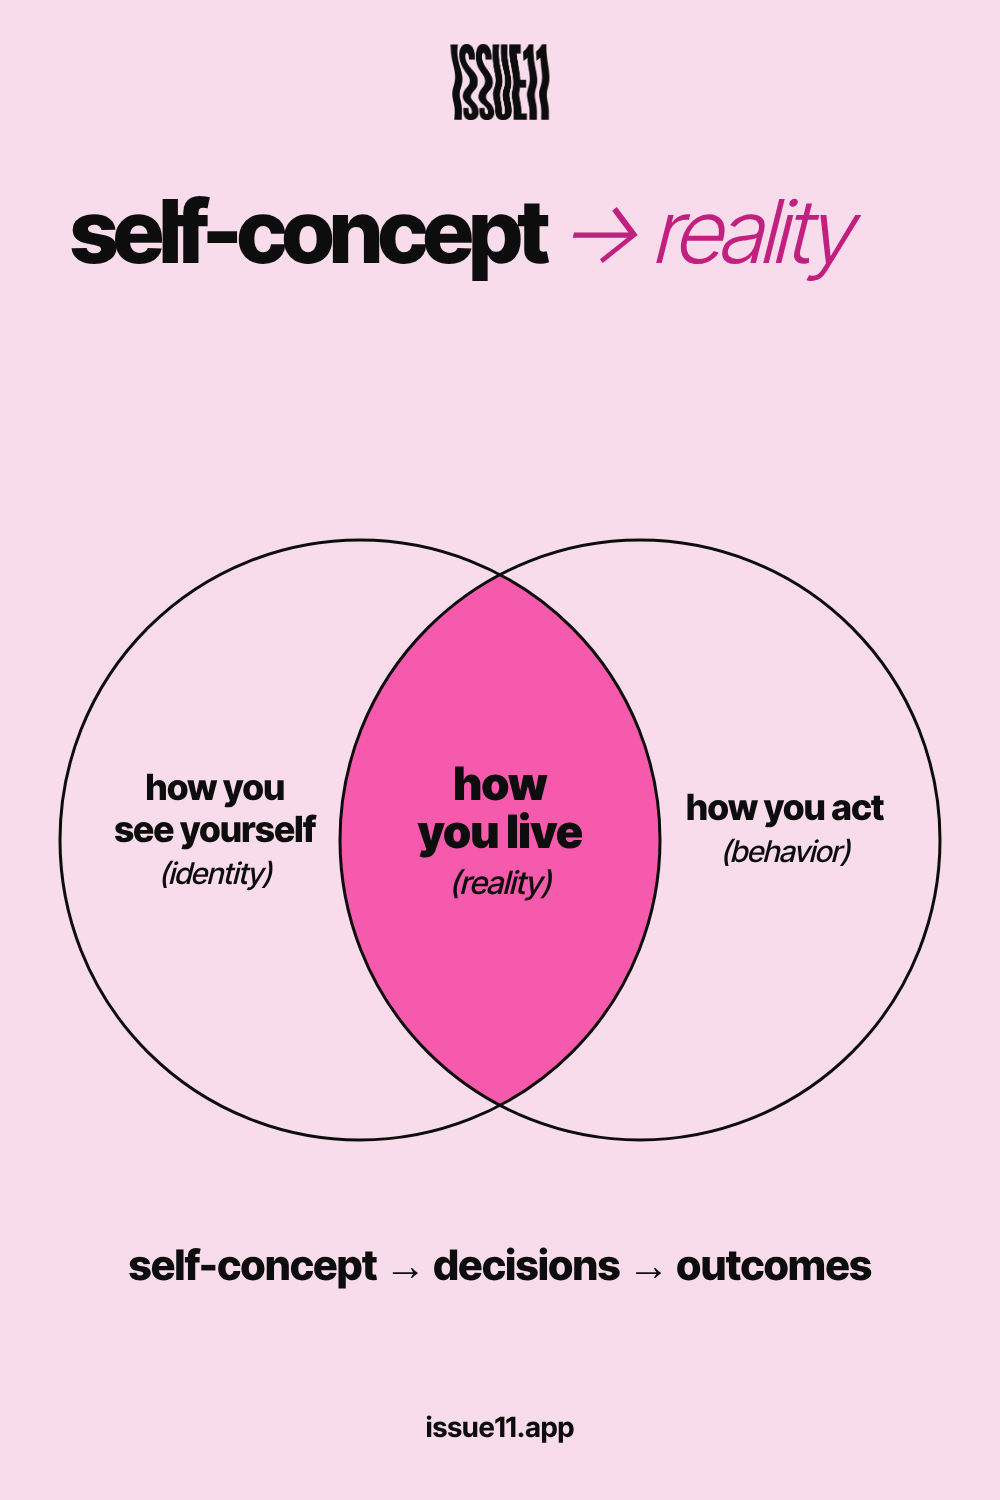 ISSUE11
self-concept → reality
how you
see yourself
(identity)
how
you live
(reality)
how you act
(behavior)
self-concept → decisions → outcomes
issue11.app